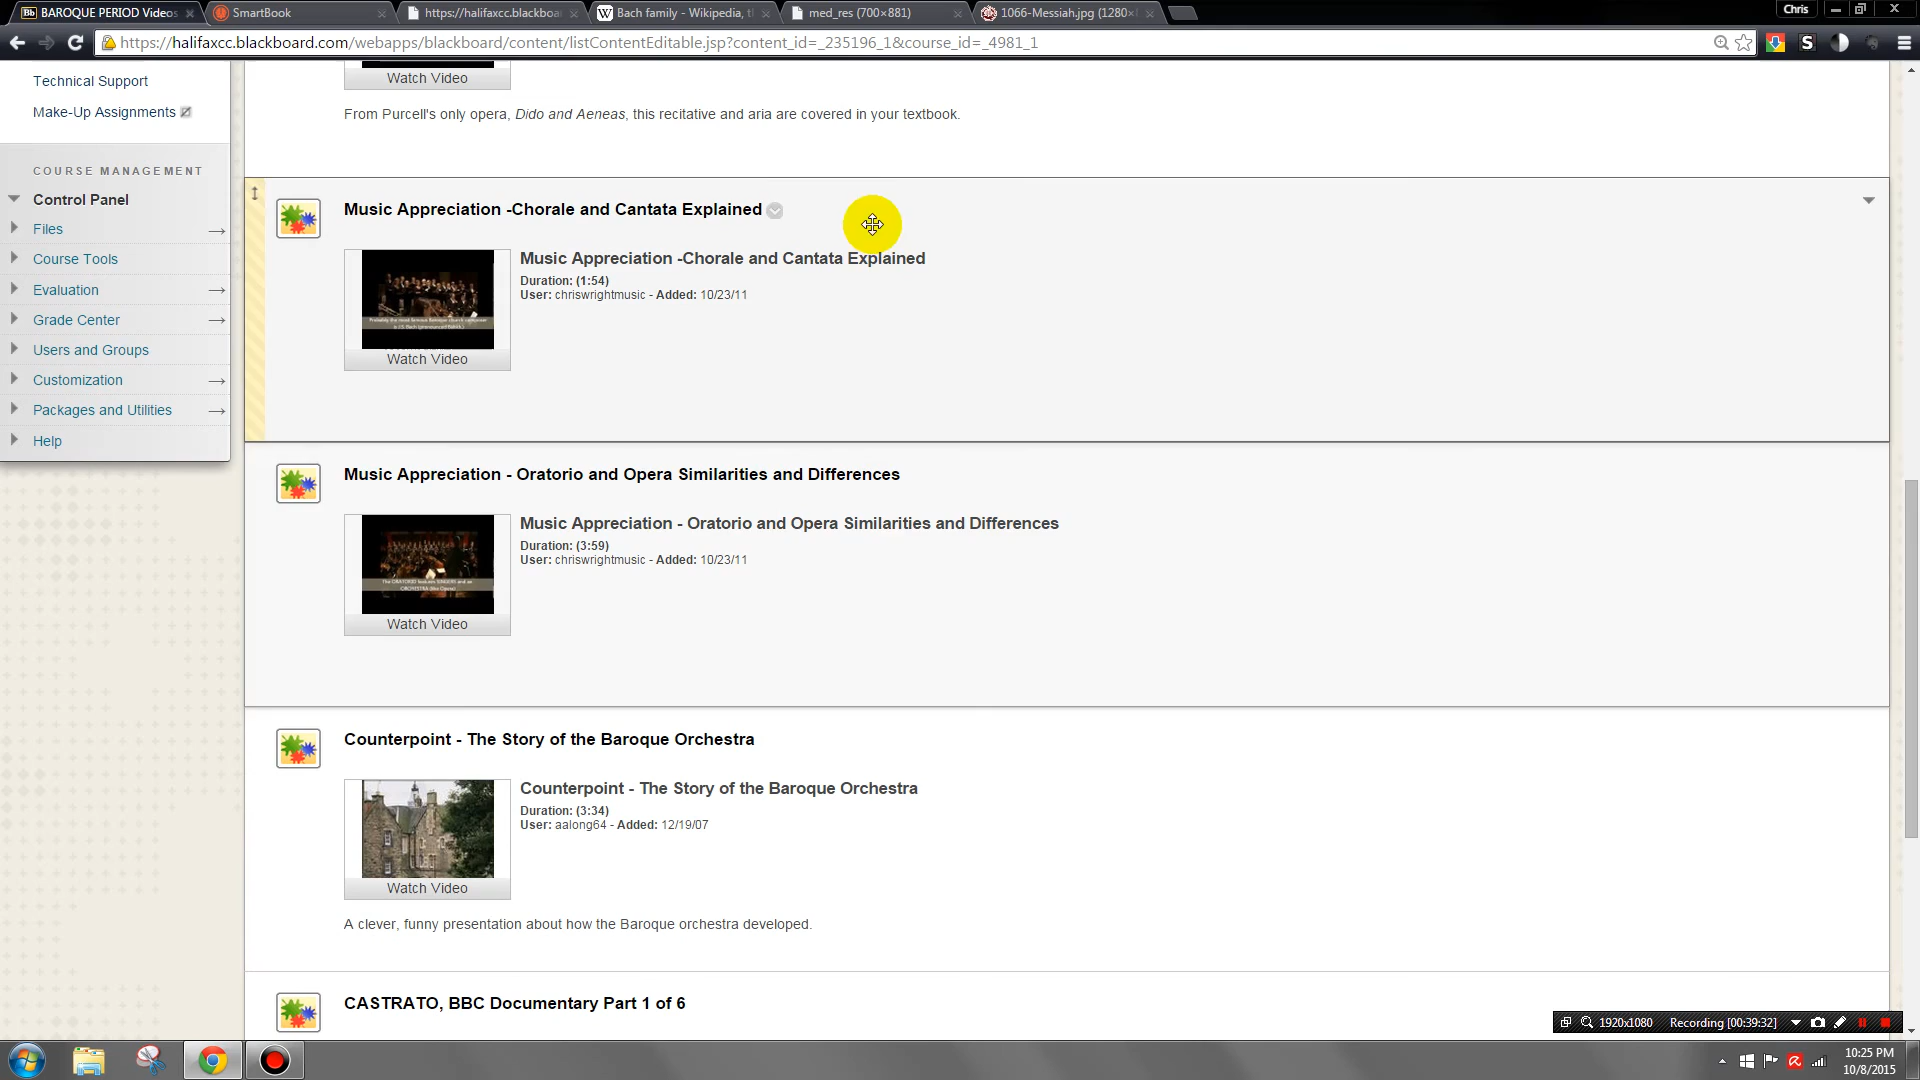 BAROQUE PERIOD Videos
SmartBook
https://halifaxcc.blackboa
Bach family - Wikipedia, t
med_res (700×881)
1066-Messiah.jpg (1280×
Chris
https://halifaxcc.blackboard.com/webapps/blackboard/content/listContentEditable.jsp?content_id=_235196_1&course_id=_4981_1
Technical Support
Make-Up Assignments
COURSE MANAGEMENT
Control Panel
Files
Course Tools
Evaluation
Grade Center
Users and Groups
Customization
Packages and Utilities
Help
Watch Video
From Purcell's only opera, Dido and Aeneas, this recitative and aria are covered in your textbook.
Music Appreciation -Chorale and Cantata Explained
Music Appreciation -Chorale and Cantata Explained
Duration: (1:54)
User: chriswrightmusic - Added: 10/23/11
Watch Video
Music Appreciation - Oratorio and Opera Similarities and Differences
Music Appreciation - Oratorio and Opera Similarities and Differences
Duration: (3:59)
User: chriswrightmusic - Added: 10/23/11
The ORATORIO features SINGERS and an
ORCHESTRA (like Opera)
Watch Video
Counterpoint - The Story of the Baroque Orchestra
Counterpoint - The Story of the Baroque Orchestra
Duration: (3:34)
User: aalong64 - Added: 12/19/07
Watch Video
A clever, funny presentation about how the Baroque orchestra developed.
CASTRATO, BBC Documentary Part 1 of 6
1920x1080 Recording [00:39:32]
10:25 PM
10/8/2015